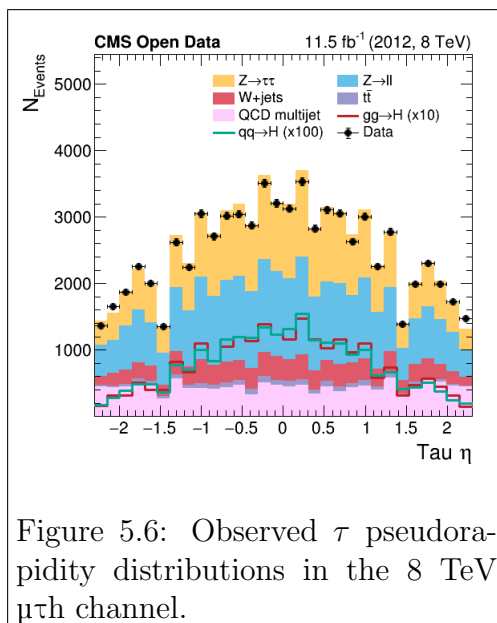 CMS Open Data 11.5 fb⁻¹ (2012, 8 TeV)
N_Events
5000
4000
3000
2000
1000
Z→ττ Z→ll
W+jets tt̄
QCD multijet gg→H (x10)
qq→H (x100) Data
−2 −1.5 −1 −0.5 0 0.5 1 1.5 2
Tau η
Figure 5.6: Observed τ pseudora-
pidity distributions in the 8 TeV
μτh channel.